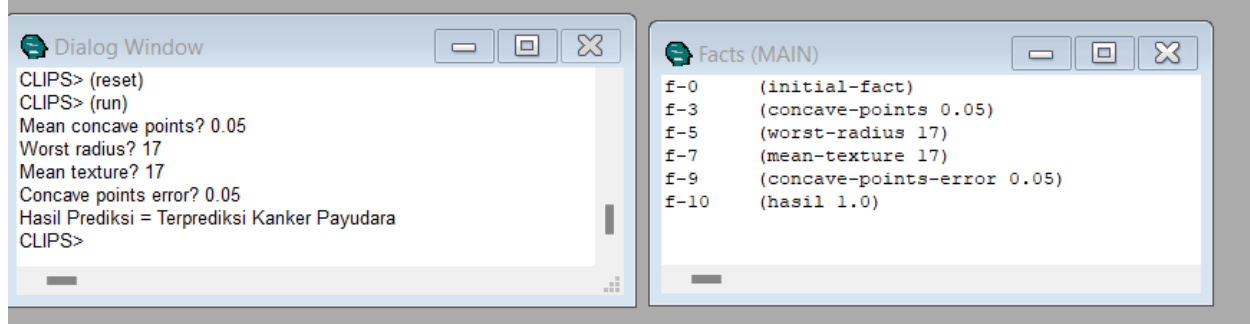 Dialog Window
CLIPS> (reset)
CLIPS> (run)
Mean concave points? 0.05
Worst radius? 17
Mean texture? 17
Concave points error? 0.05
Hasil Prediksi = Terprediksi Kanker Payudara
CLIPS>
Facts (MAIN)
f-0 (initial-fact)
f-3 (concave-points 0.05)
f-5 (worst-radius 17)
f-7 (mean-texture 17)
f-9 (concave-points-error 0.05)
f-10 (hasil 1.0)